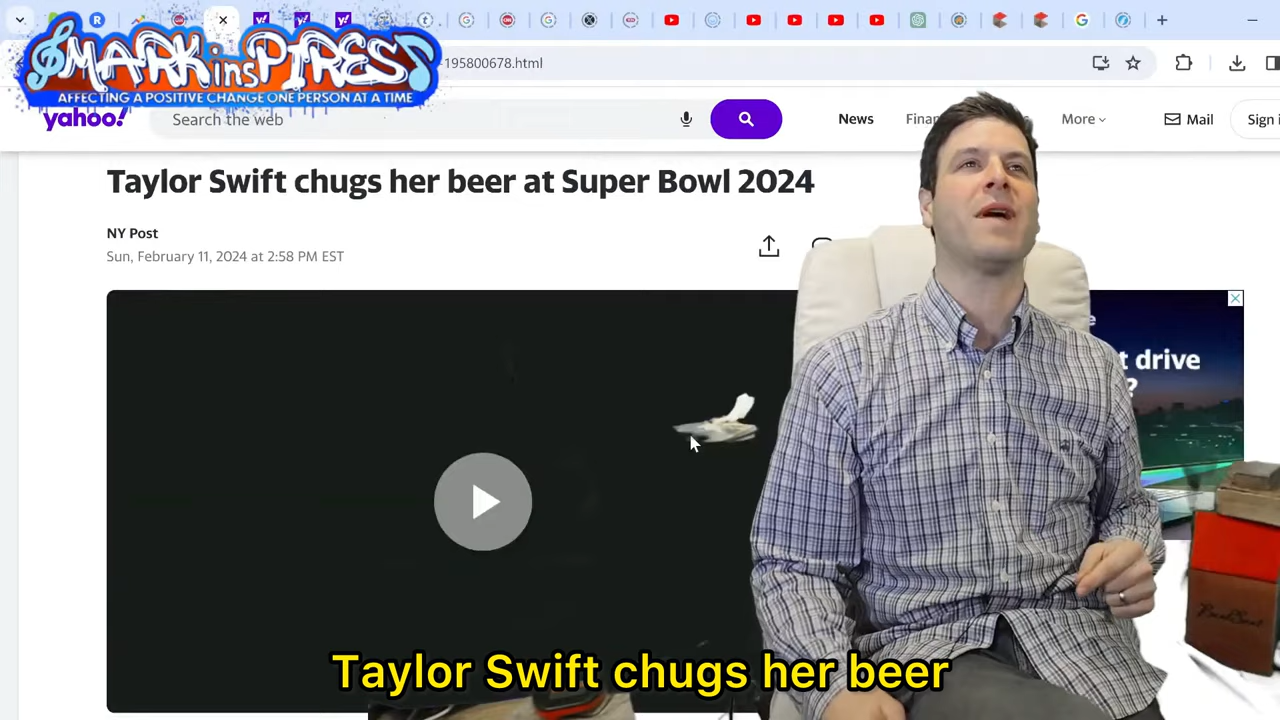 MARKinsPIRES
AFFECTING A POSITIVE CHANGE ONE PERSON AT A TIME
195800678.html
yahoo!
Search the web
News
More
Mail
Sign
Taylor Swift chugs her beer at Super Bowl 2024
NY Post
Sun, February 11, 2024 at 2:58 PM EST
t drive
?
Taylor Swift chugs her beer